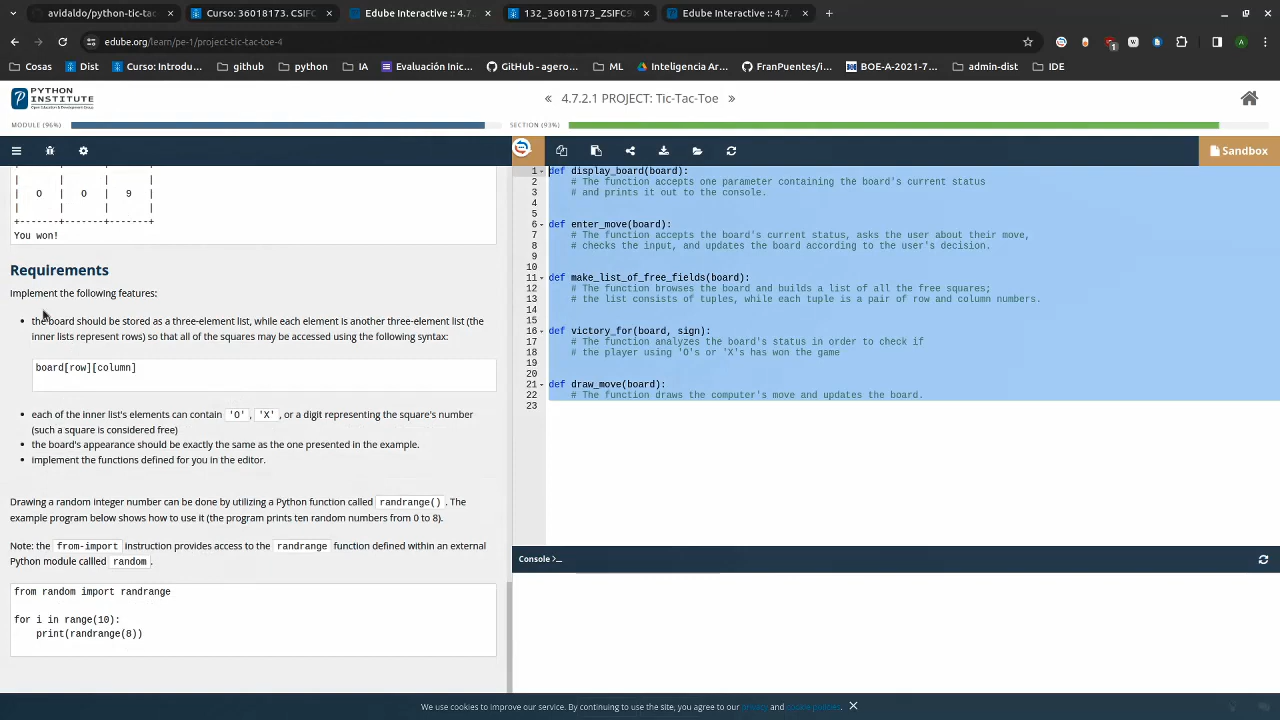 avidaldo/python-tic-tac
Curso: 36018173. CSIFC
Edube Interactive :: 4.7.
132_36018173_ZSIFC9
Edube Interactive :: 4.7.
edube.org/learn/pe-1/project-tic-tac-toe-4
Cosas
Dist
Curso: Introdu...
github
python
IA
Evaluación Inic...
GitHub - agero...
ML
Inteligencia Ar...
FranPuentes/i...
BOE-A-2021-7...
admin-dist
IDE
PYTHON
INSTITUTE
Open Education & Development Group
« 4.7.2.1 PROJECT: Tic-Tac-Toe »
MODULE (96%)
SECTION (93%)
Sandbox
| | | |
| O | O | 9 |
| | | |
+-------+-------+-------+
You won!
Requirements
Implement the following features:
the board should be stored as a three-element list, while each element is another three-element list (the
inner lists represent rows) so that all of the squares may be accessed using the following syntax:
board[row][column]
each of the inner list's elements can contain 'O', 'X', or a digit representing the square's number
(such a square is considered free)
the board's appearance should be exactly the same as the one presented in the example.
implement the functions defined for you in the editor.
Drawing a random integer number can be done by utilizing a Python function called randrange(). The
example program below shows how to use it (the program prints ten random numbers from 0 to 8).
Note: the from-import instruction provides access to the randrange function defined within an external
Python module callled random.
from random import randrange
for i in range(10):
print(randrange(8))
1 def display_board(board):
2 # The function accepts one parameter containing the board's current status
3 # and prints it out to the console.
4
5
6 def enter_move(board):
7 # The function accepts the board's current status, asks the user about their move,
8 # checks the input, and updates the board according to the user's decision.
9
10
11 def make_list_of_free_fields(board):
12 # The function browses the board and builds a list of all the free squares;
13 # the list consists of tuples, while each tuple is a pair of row and column numbers.
14
15
16 def victory_for(board, sign):
17 # The function analyzes the board's status in order to check if
18 # the player using 'O's or 'X's has won the game
19
20
21 def draw_move(board):
22 # The function draws the computer's move and updates the board.
23
Console >_
We use cookies to improve our service. By continuing to use the site, you agree to our privacy and cookie policies.